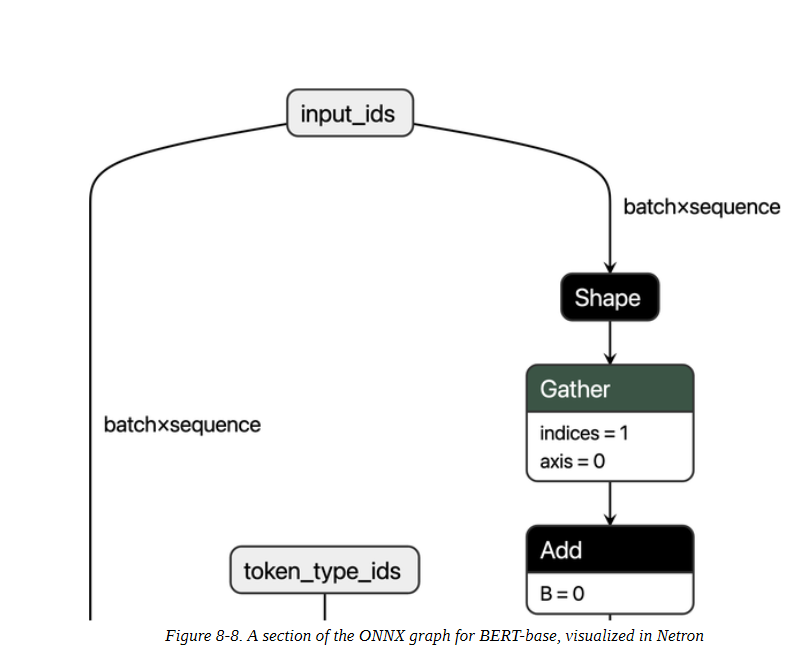 input_ids
batch×sequence
Shape
Gather
indices = 1
axis = 0
batch×sequence
Add
B = 0
token_type_ids
Figure 8-8. A section of the ONNX graph for BERT-base, visualized in Netron